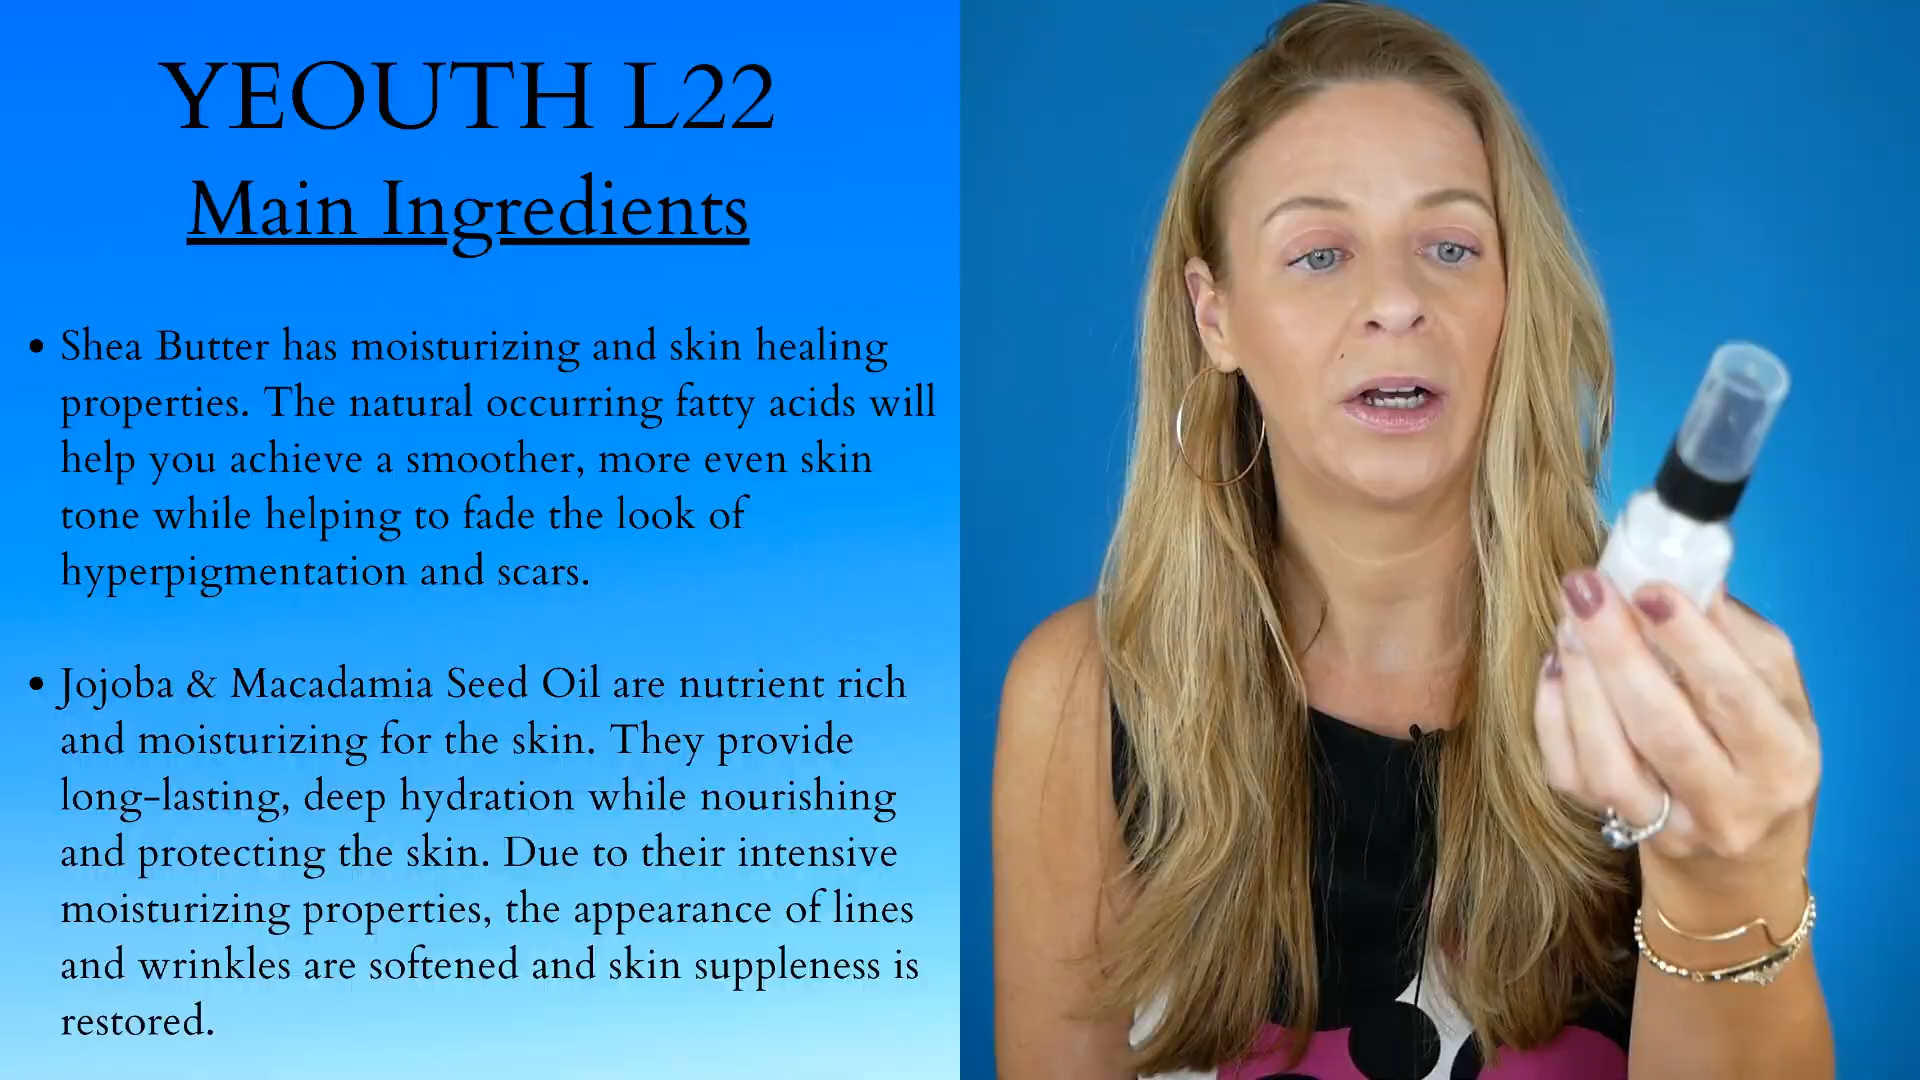 YEOUTH L22
Main Ingredients
• Shea Butter has moisturizing and skin healing
properties. The natural occurring fatty acids will
help you achieve a smoother, more even skin
tone while helping to fade the look of
hyperpigmentation and scars.
• Jojoba & Macadamia Seed Oil are nutrient rich
and moisturizing for the skin. They provide
long-lasting, deep hydration while nourishing
and protecting the skin. Due to their intensive
moisturizing properties, the appearance of lines
and wrinkles are softened and skin suppleness is
restored.